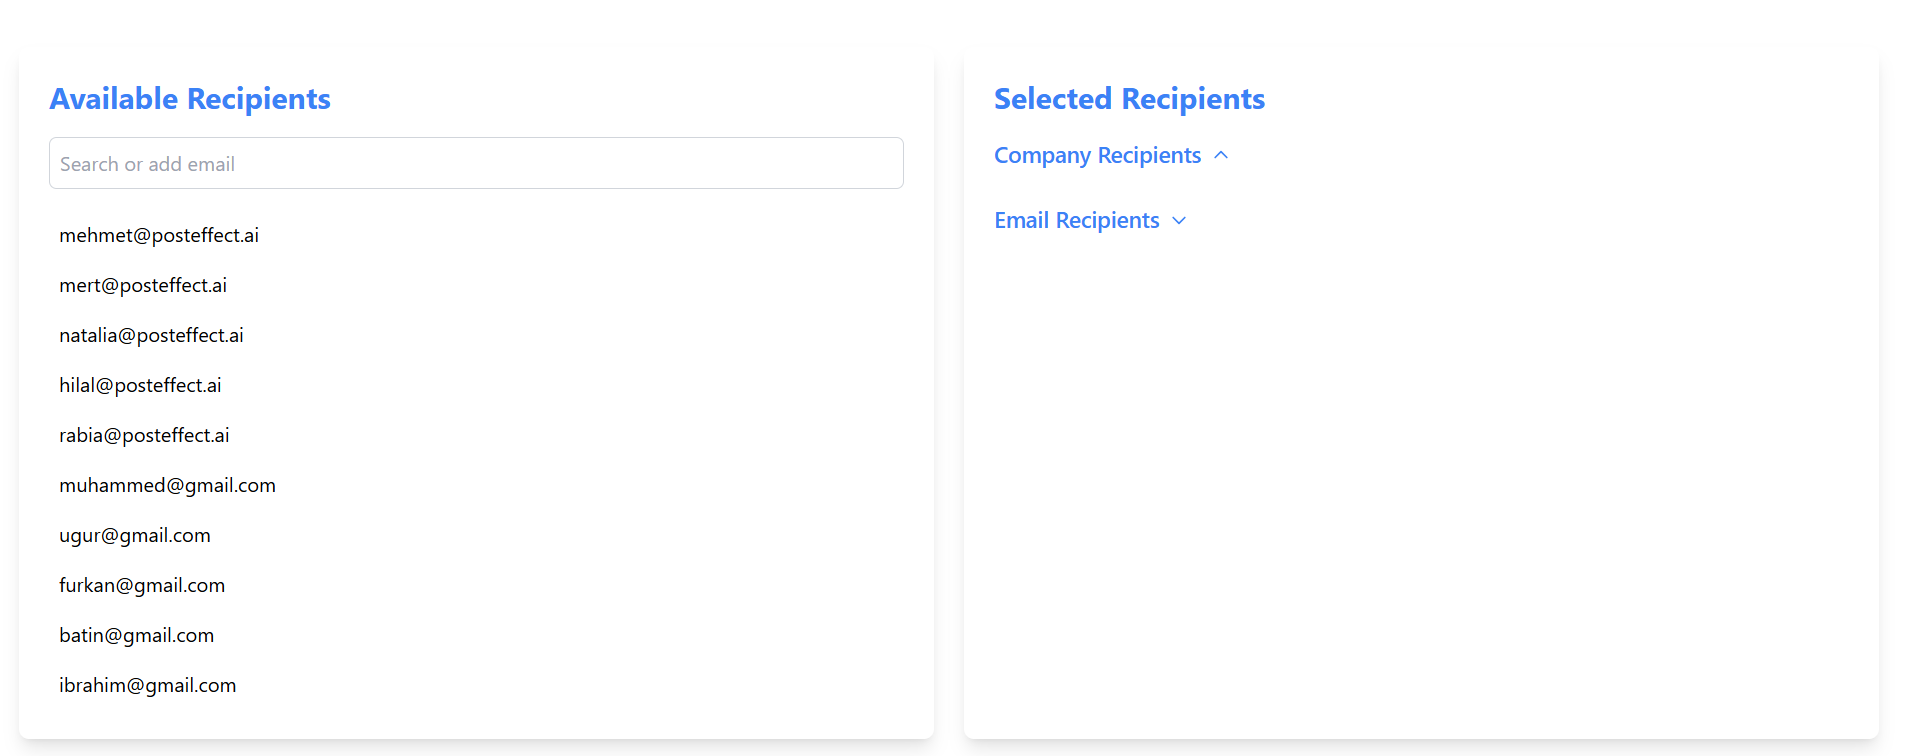 Available Recipients
Search or add email
mehmet@posteffect.ai
mert@posteffect.ai
natalia@posteffect.ai
hilal@posteffect.ai
rabia@posteffect.ai
muhammed@gmail.com
ugur@gmail.com
furkan@gmail.com
batin@gmail.com
ibrahim@gmail.com
Selected Recipients
Company Recipients
Email Recipients